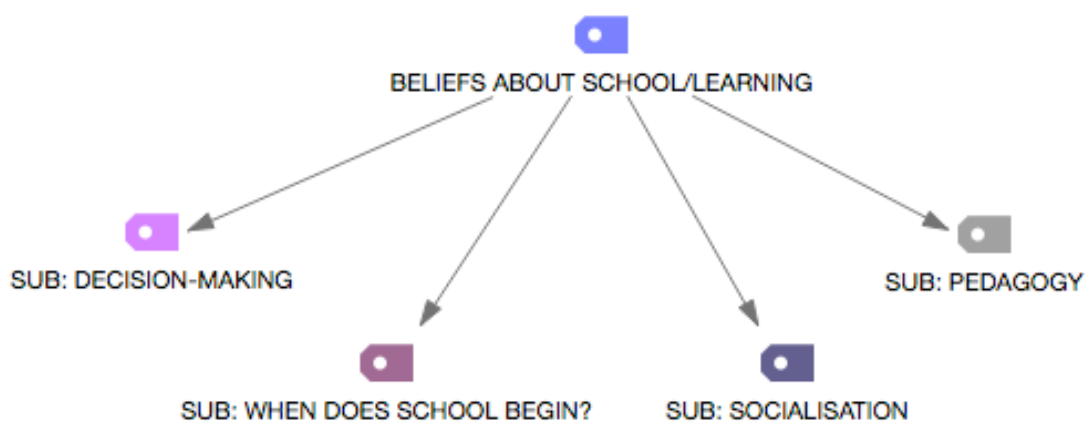 BELIEFS ABOUT SCHOOL/LEARNING
SUB: DECISION-MAKING
SUB: PEDAGOGY
SUB: WHEN DOES SCHOOL BEGIN?
SUB: SOCIALISATION